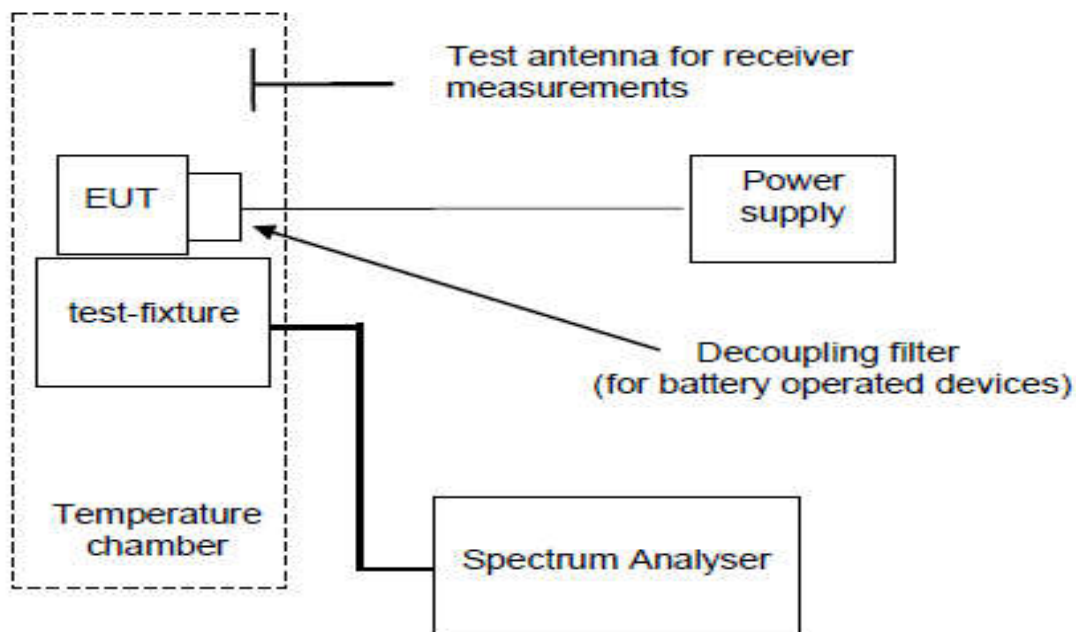 Test antenna for receiver
measurements
EUT
Power
supply
test-fixture
Decoupling filter
(for battery operated devices)
Temperature
chamber
Spectrum Analyser